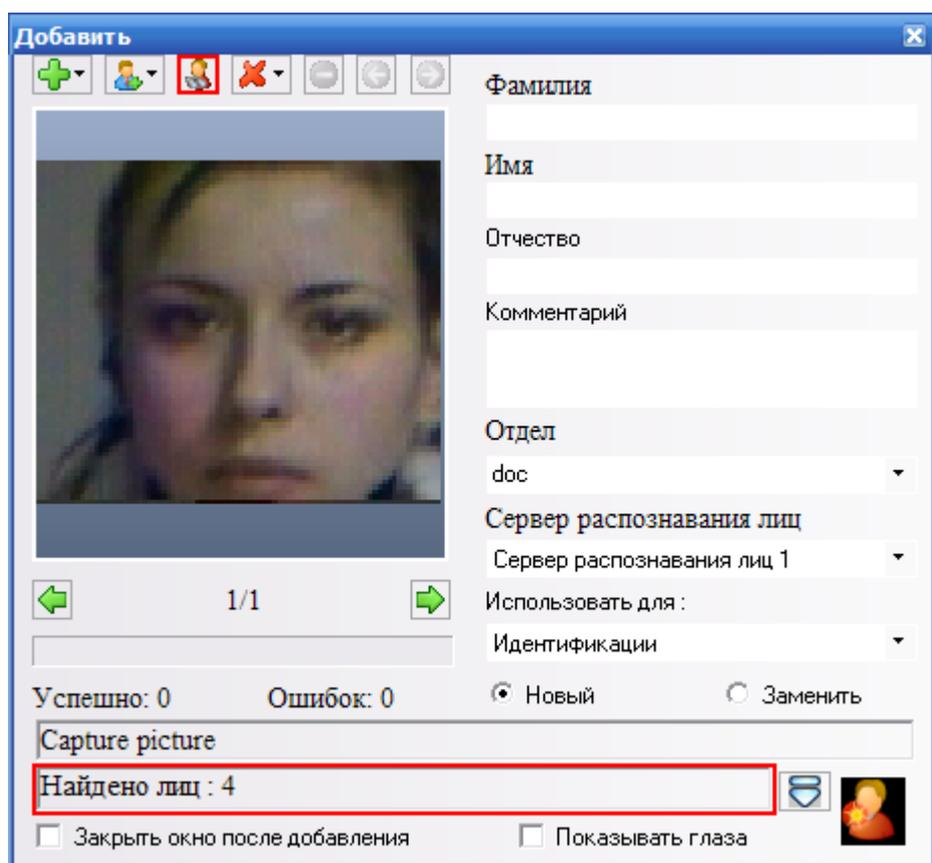 Добавить
Фамилия
Имя
Отчество
Комментарий
Отдел
doc
Сервер распознавания лиц
Сервер распознавания лиц 1
1/1
Использовать для :
Идентификации
Успешно: 0 Ошибок: 0
Новый Заменить
Capture picture
Найдено лиц : 4
Закрыть окно после добавления Показывать глаза